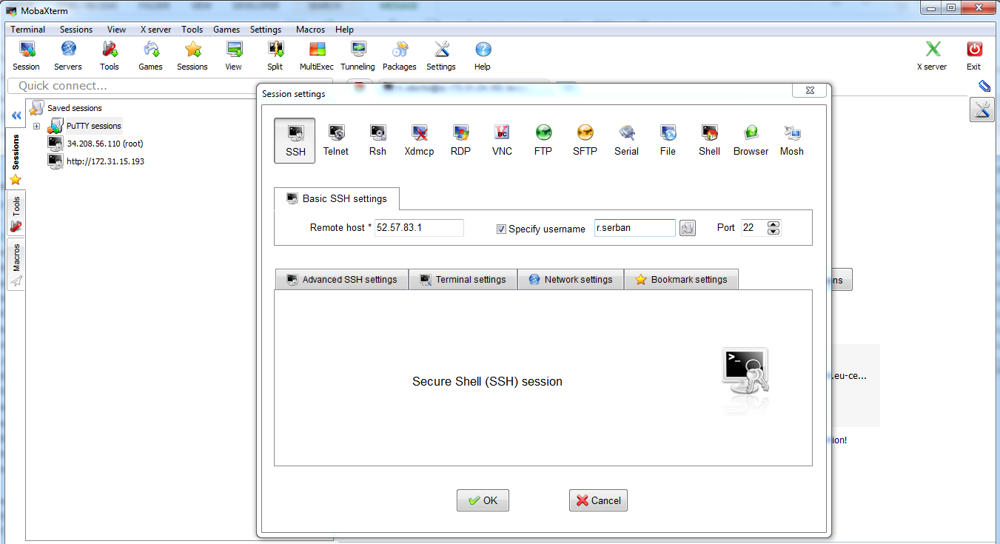 MobaXterm
Terminal Sessions View X server Tools Games Settings Macros Help
Session Servers Tools Games Sessions View Split MultiExec Tunneling Packages Settings Help X server Exit
Quick connect...
Saved sessions
PuTTY sessions
34.208.56.110 (root)
http://172.31.15.193
Sessions
Tools
Macros
Session settings
SSH Telnet Rsh Xdmcp RDP VNC FTP SFTP Serial File Shell Browser Mosh
Basic SSH settings
Remote host * 52.57.83.1 Specify username r.serban Port 22
Advanced SSH settings Terminal settings Network settings Bookmark settings
Secure Shell (SSH) session
OK Cancel
ns
.eu-ce...
ion!